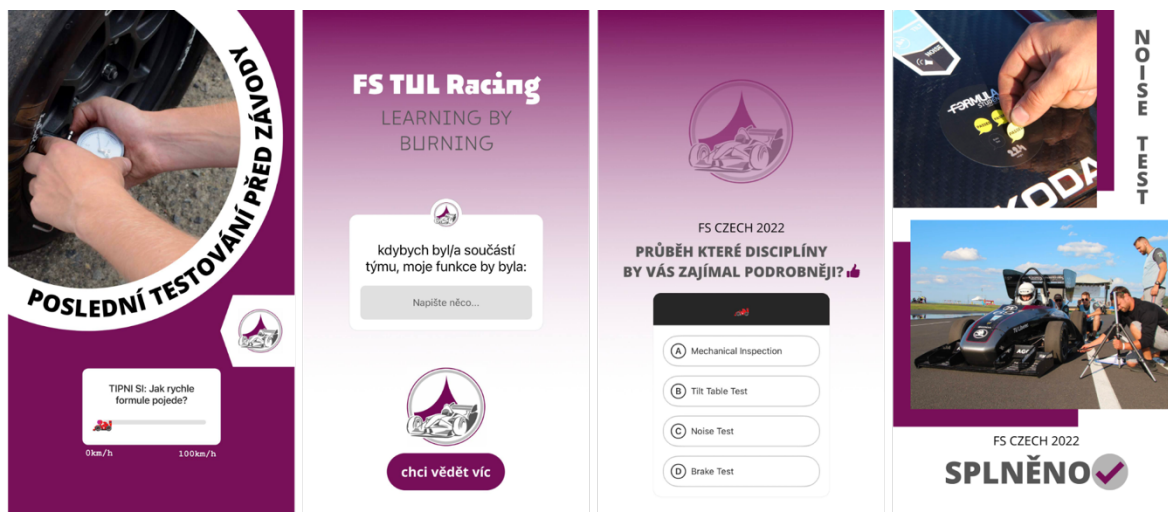 POSLEDNÍ TESTOVÁNÍ PŘED ZÁVODY
TIPNI SI: Jak rychle
formule pojede?
0km/h
100km/h
FS TUL Racing
LEARNING BY
BURNING
kdybych byl/a součástí
týmu, moje funkce by byla:
Napište něco...
chci vědět víc
FS CZECH 2022
PRŮBĚH KTERÉ DISCIPLÍNY
BY VÁS ZAJÍMAL PODROBNĚJI?
A Mechanical Inspection
B Tilt Table Test
C Noise Test
D Brake Test
NOISE TEST
NOISE
FORMULA
KODA
FS CZECH 2022
SPLNĚNO